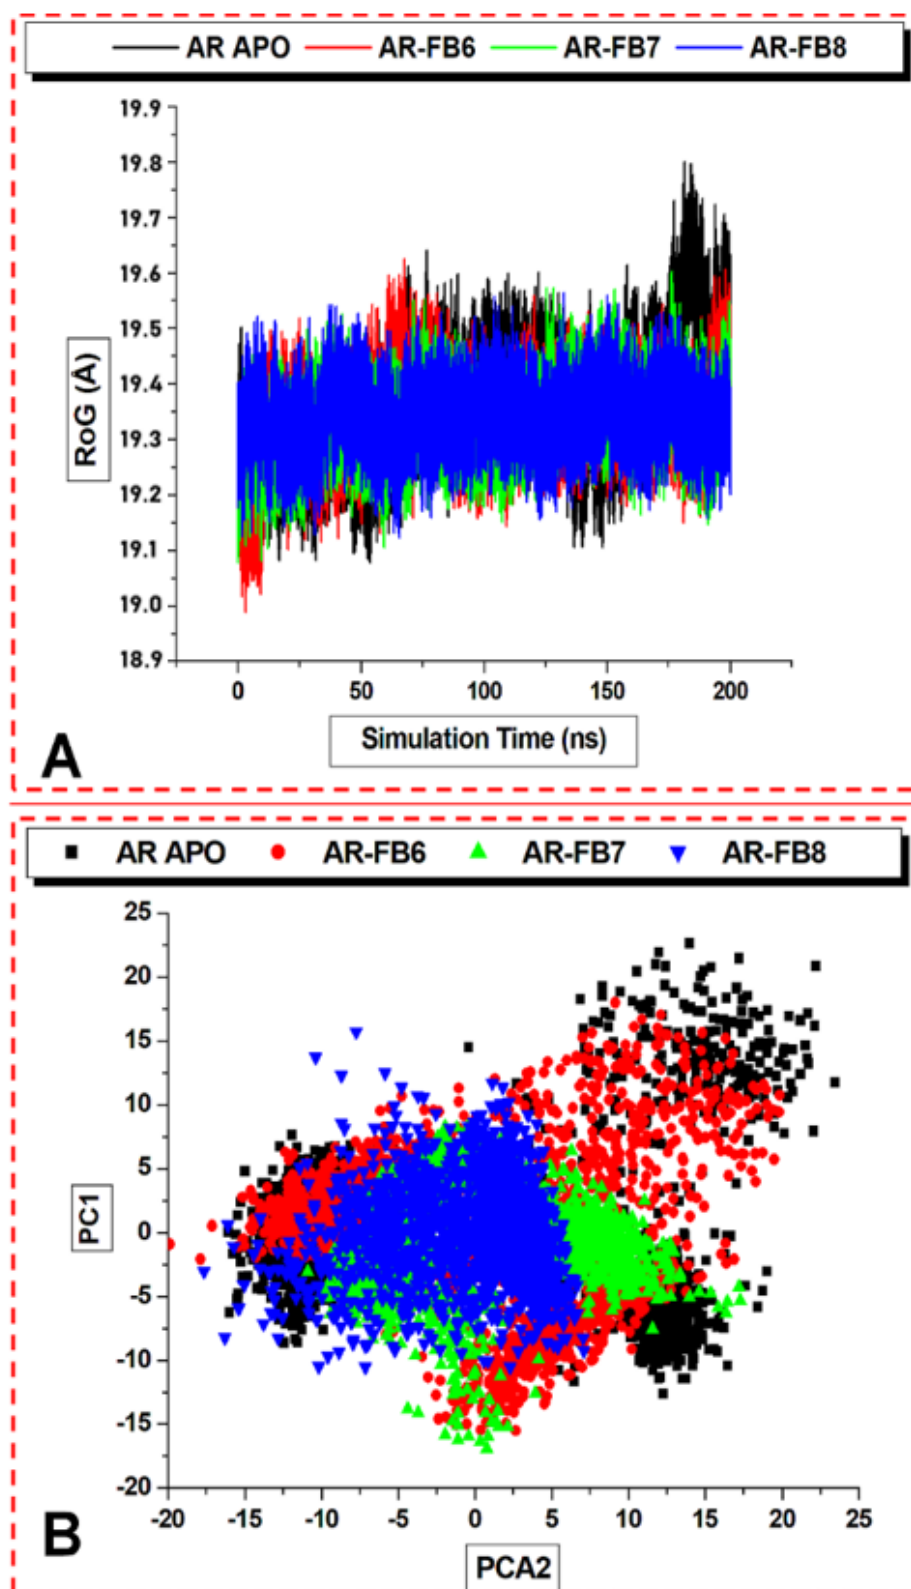 AR APO AR-FB6 AR-FB7 AR-FB8
19.9
19.8
19.7
19.6
19.5
19.4
19.3
19.2
19.1
19.0
18.9
RoG (Å)
0 50 100 150 200
Simulation Time (ns)
A
AR APO AR-FB6 AR-FB7 AR-FB8
25
20
15
10
5
0
-5
-10
-15
-20
PC1
-20 -15 -10 -5 0 5 10 15 20 25
PCA2
B